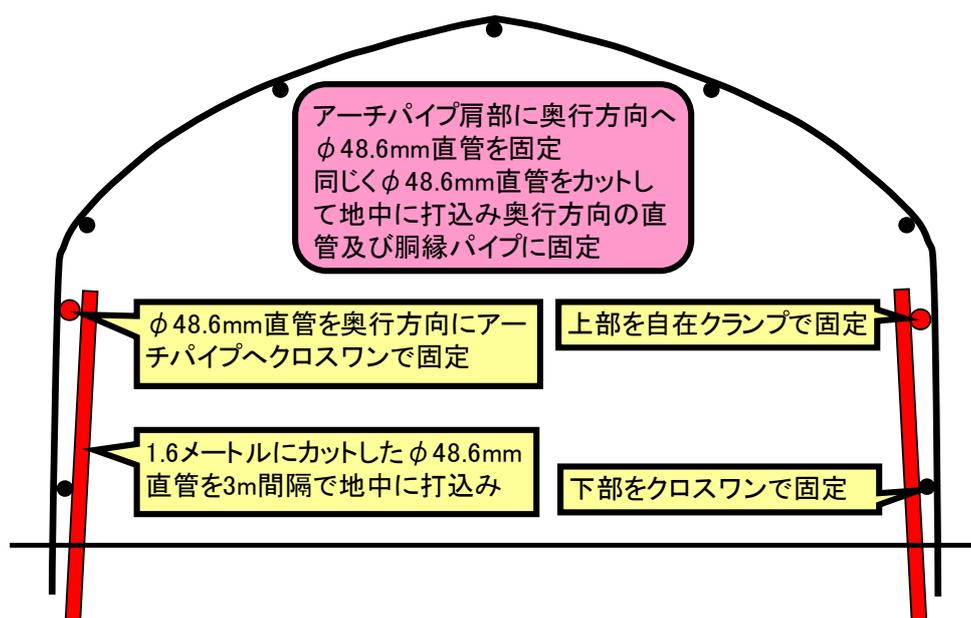 アーチパイプ肩部に奥行方向へ
φ48.6mm直管を固定
同じくφ48.6mm直管をカットし
て地中に打込み奥行方向の直
管及び胴縁パイプに固定
φ48.6mm直管を奥行方向にアー
チパイプへクロスワンで固定
上部を自在クランプで固定
1.6メートルにカットしたφ48.6mm
直管を3m間隔で地中に打込み
下部をクロスワンで固定